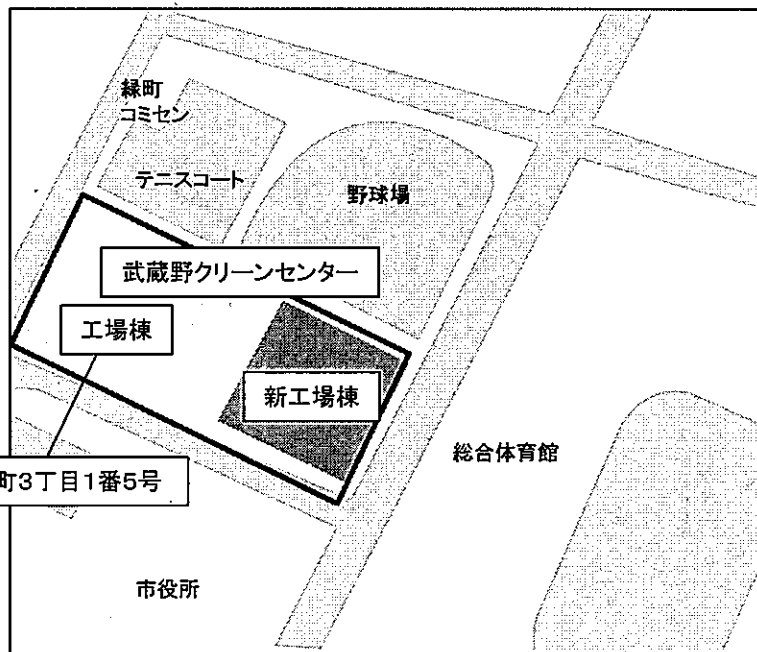 緑町
コミセン
テニスコート
野球場
武蔵野クリーンセンター
工場棟
新工場棟
総合体育館
町3丁目1番5号
市役所